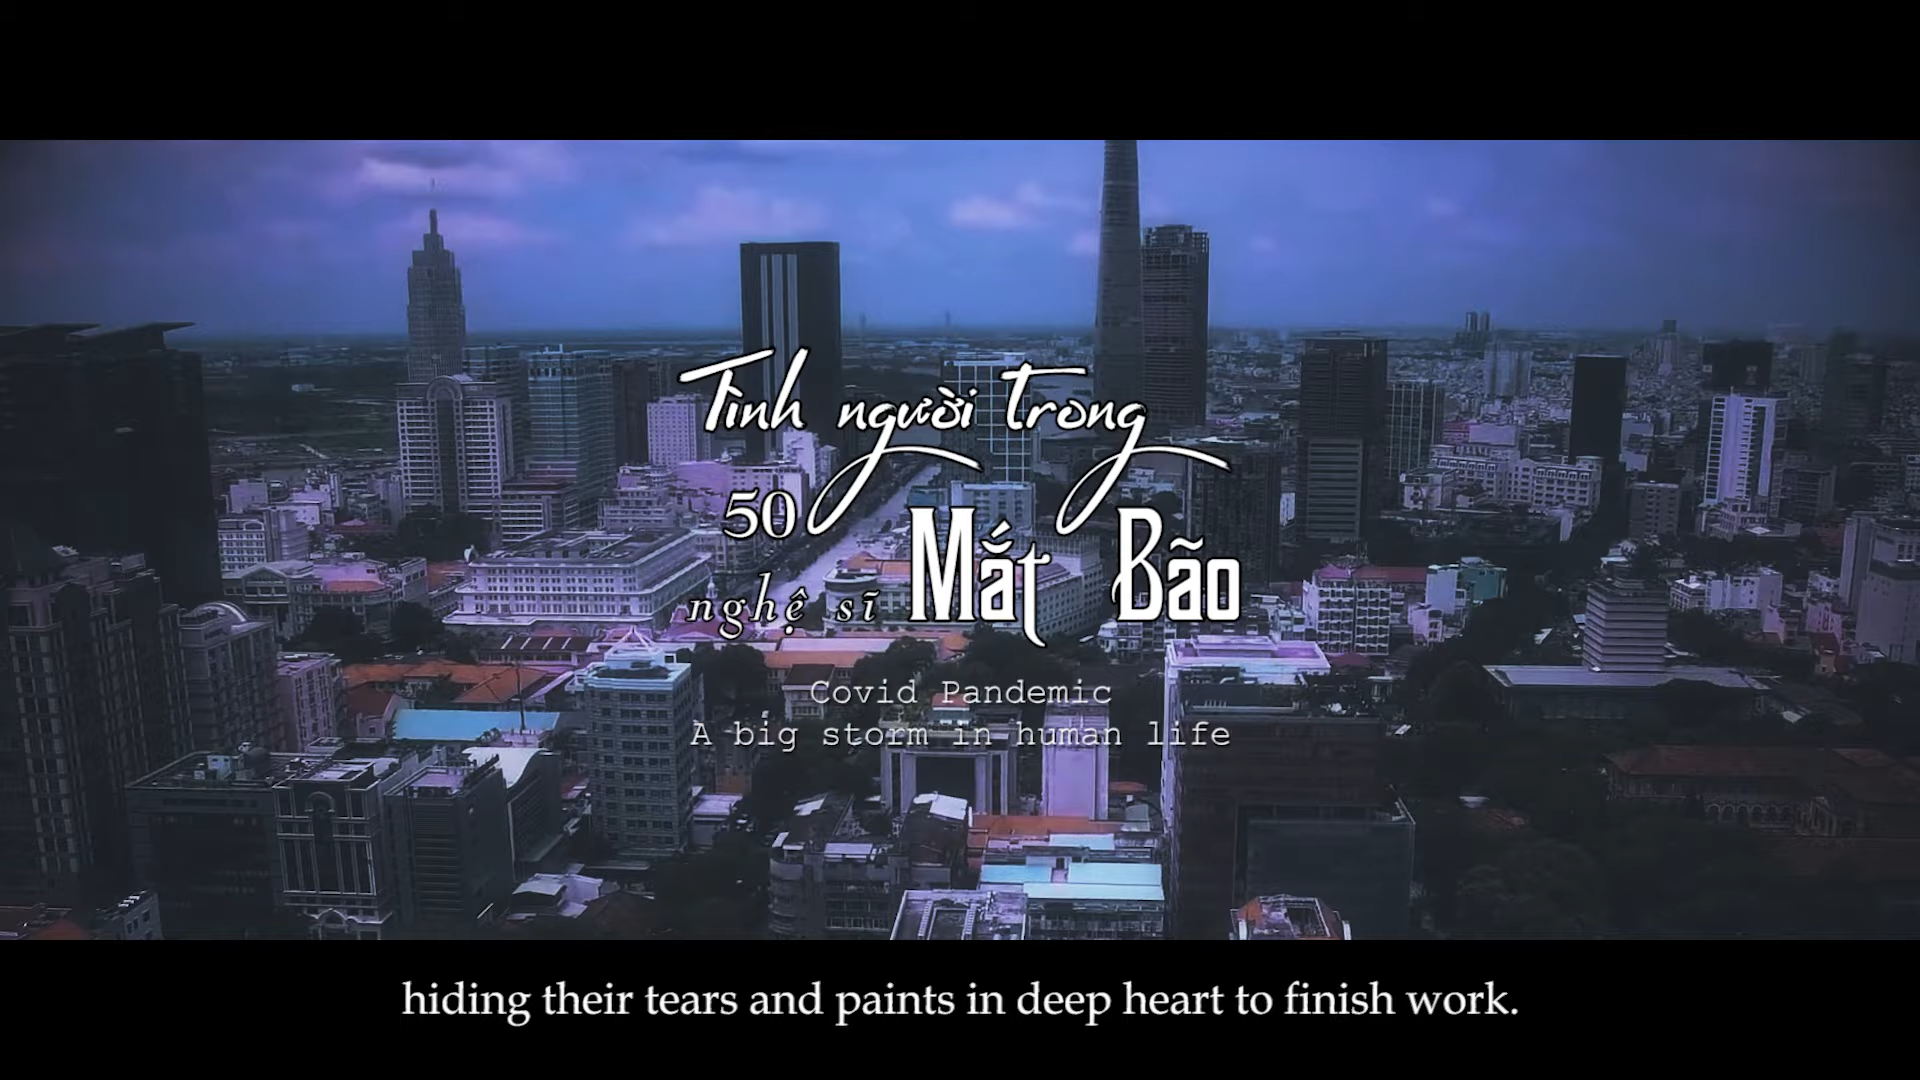 Tình người trong
50
nghệ sĩ Mắt Bão
Covid Pandemic
A big storm in human life
hiding their tears and paints in deep heart to finish work.